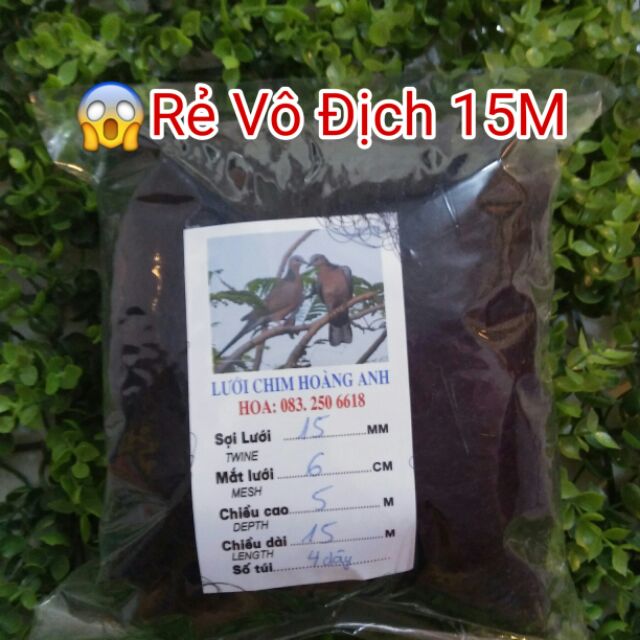 😱Rẻ Vô Địch 15M
LƯỚI CHIM HOÀNG ANH
HOA: 083. 250 6618
Sợi Lưới 15 MM
TWINE
Mắt lưới 6 CM
MESH
Chiều cao 5 M
DEPTH
Chiều dài 15 M
LENGTH
Số túi 4 dây